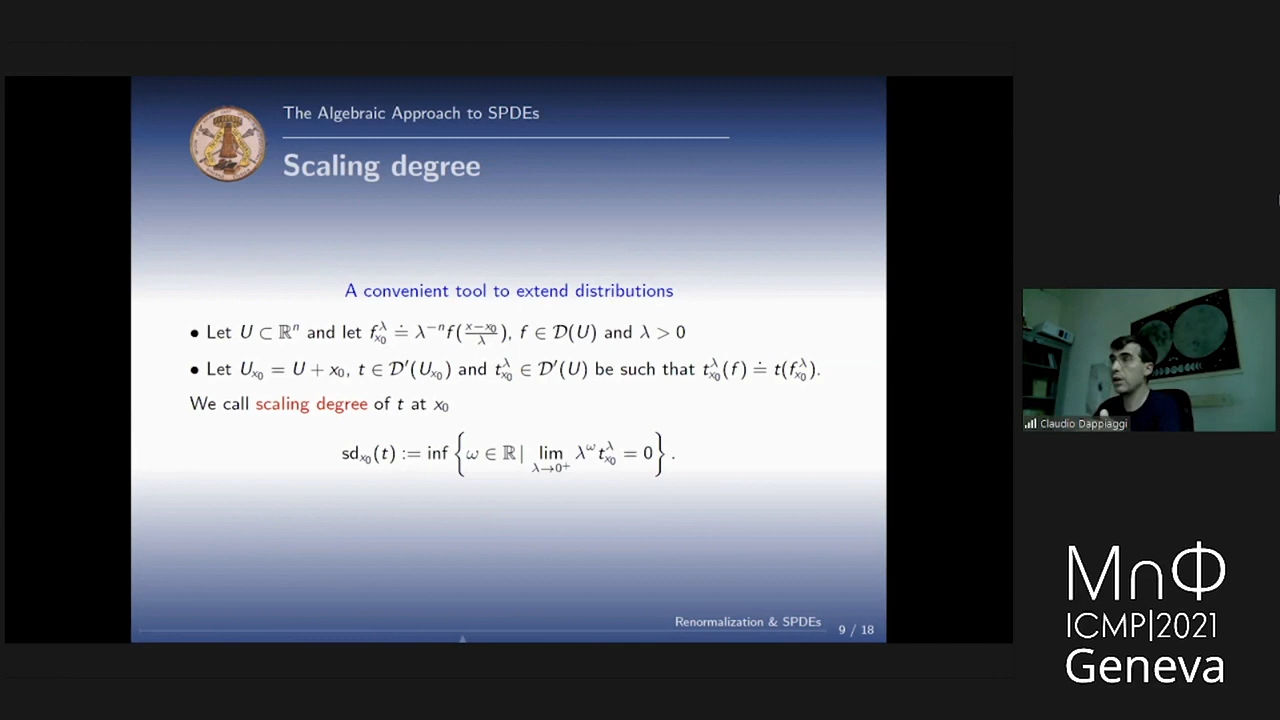 The Algebraic Approach to SPDEs
Scaling degree
A convenient tool to extend distributions
• Let U ⊂ ℝⁿ and let f^λ_{x₀} ≐ λ⁻ⁿ f((x−x₀)/λ), f ∈ 𝒟(U) and λ > 0
• Let U_{x₀} = U + x₀, t ∈ 𝒟′(U_{x₀}) and t^λ_{x₀} ∈ 𝒟′(U) be such that t^λ_{x₀}(f) ≐ t(f^λ_{x₀}).
We call scaling degree of t at x₀
sd_{x₀}(t) := inf { ω ∈ ℝ | lim_{λ→0⁺} λ^ω t^λ_{x₀} = 0 } .
Renormalization & SPDEs
9 / 18
Claudio Dappiaggi
M∩Φ
ICMP|2021
Geneva